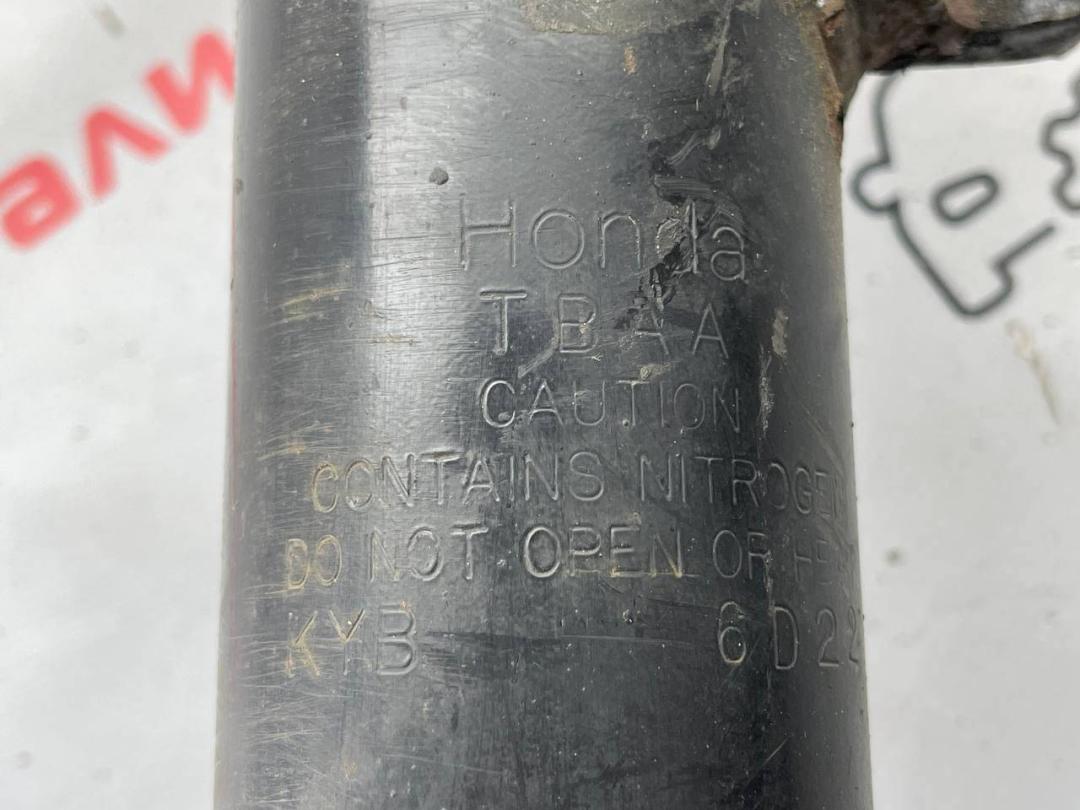 Honda
TBAA
CAUTION
CONTAINS NITROGEN
DO NOT OPEN OR
KYB 6D22